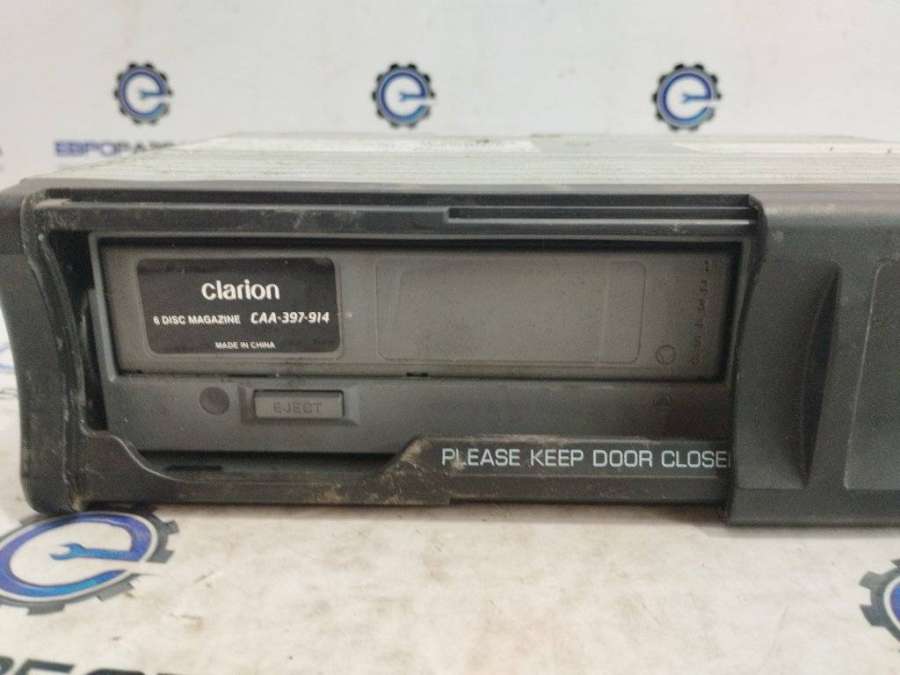 clarion
6 DISC MAGAZINE CAA-397-914
MADE IN CHINA
EJECT
PLEASE KEEP DOOR CLOSE